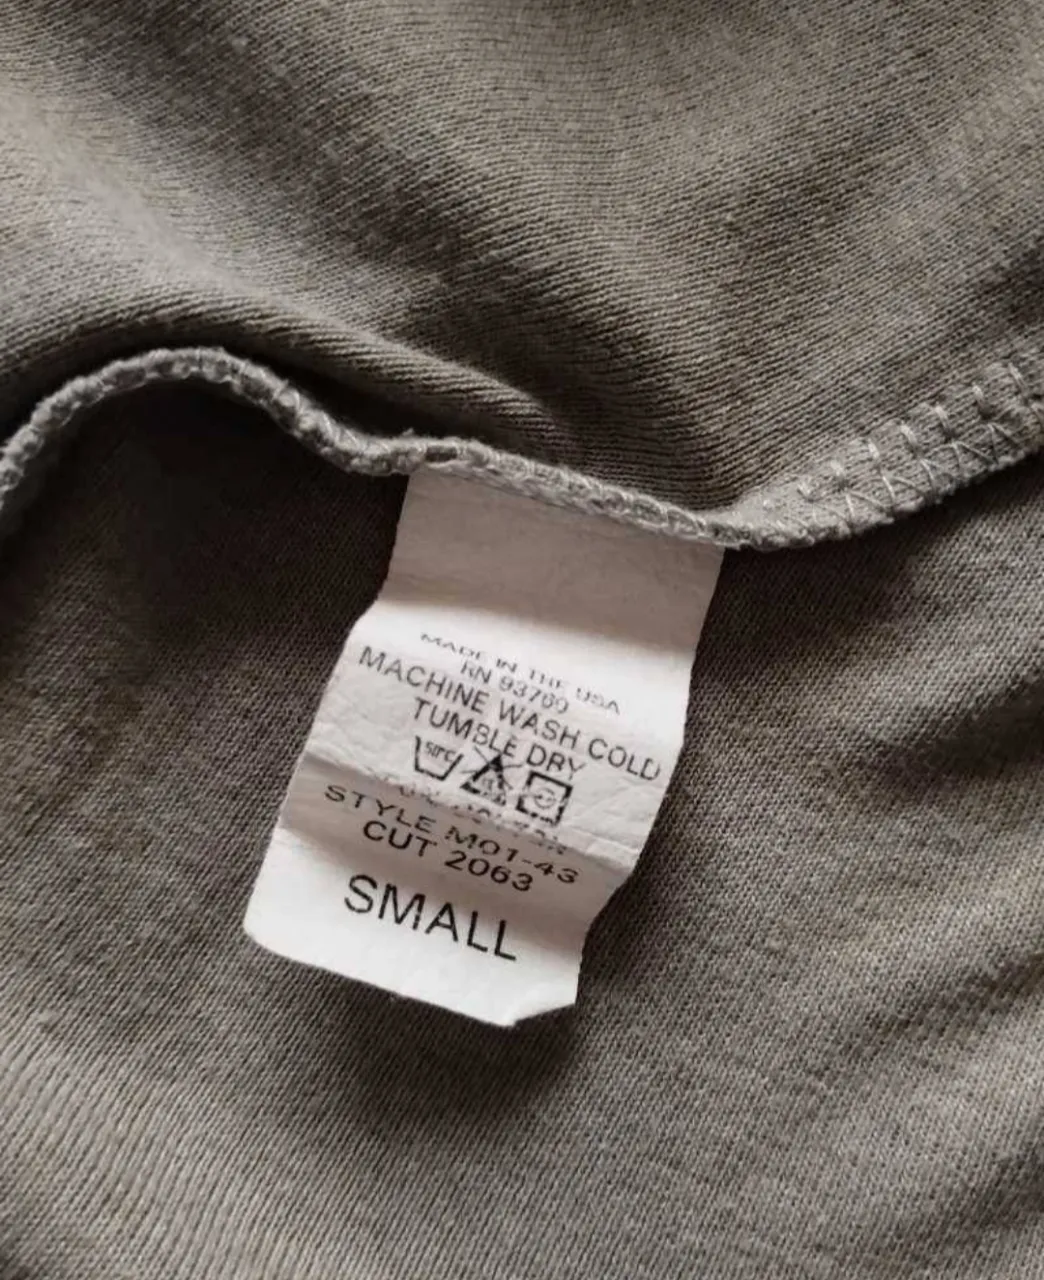 MADE IN THE USA
RN 93760
MACHINE WASH COLD
TUMBLE DRY
STYLE M01-43
CUT 2063
SMALL